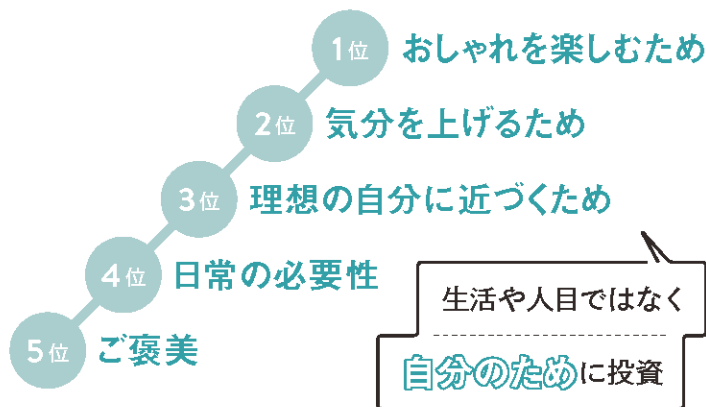 1位 おしゃれを楽しむため
2位 気分を上げるため
3位 理想の自分に近づくため
4位 日常の必要性
5位 ご褒美
生活や人目ではなく
自分のために投資